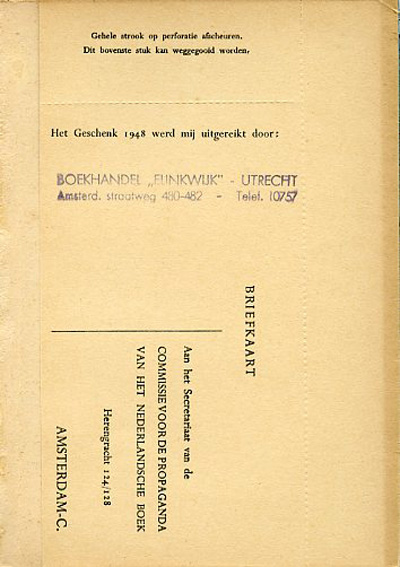 Gehele strook op perforatie afscheuren.
Dit bovenste stuk kan weggegooid worden.
Het Geschenk 1948 werd mij uitgereikt door:
BOEKHANDEL „ELINKWIJK" - UTRECHT
Amsterd. straatweg 480-482 - Telef. 10757
BRIEFKAART
Aan het Secretariaat van de
COMMISSIE VOOR DE PROPAGANDA
VAN HET NEDERLANDSCHE BOEK
Herengracht 124/128
AMSTERDAM-C.